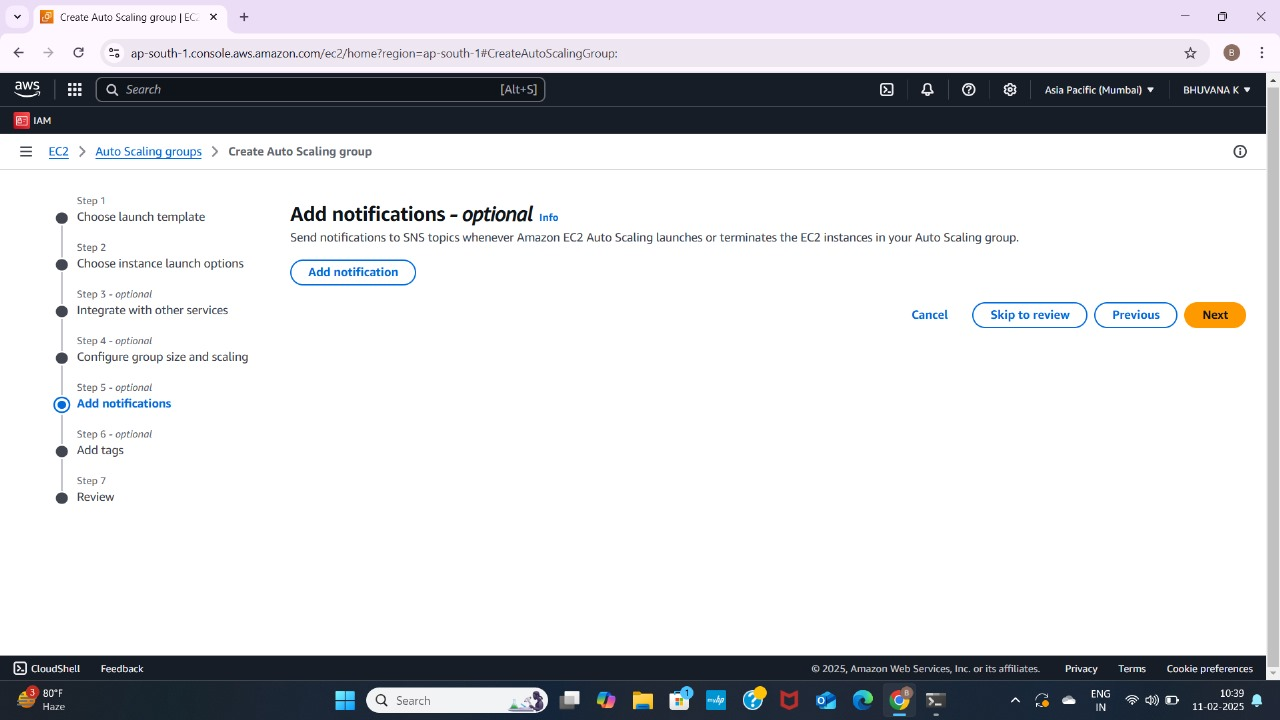 Create Auto Scaling group | EC
ap-south-1.console.aws.amazon.com/ec2/home?region=ap-south-1#CreateAutoScalingGroup:
B
aws
Search
[Alt+S]
Asia Pacific (Mumbai)
BHUVANA K
IAM
EC2
Auto Scaling groups
Create Auto Scaling group
Step 1
Choose launch template
Step 2
Choose instance launch options
Step 3 - optional
Integrate with other services
Step 4 - optional
Configure group size and scaling
Step 5 - optional
Add notifications
Step 6 - optional
Add tags
Step 7
Review
Add notifications - optional Info
Send notifications to SNS topics whenever Amazon EC2 Auto Scaling launches or terminates the EC2 instances in your Auto Scaling group.
Add notification
Cancel
Skip to review
Previous
Next
CloudShell
Feedback
© 2025, Amazon Web Services, Inc. or its affiliates.
Privacy
Terms
Cookie preferences
3
80°F
Haze
Search
1
myhp
B
ENG
IN
10:39
11-02-2025